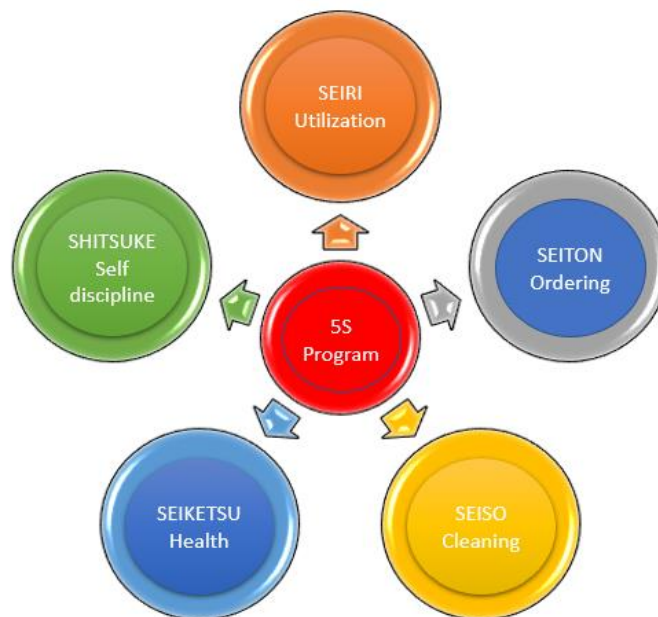 SEIRI
Utilization
SHITSUKE
Self
discipline
SEITON
Ordering
5S
Program
SEIKETSU
Health
SEISO
Cleaning